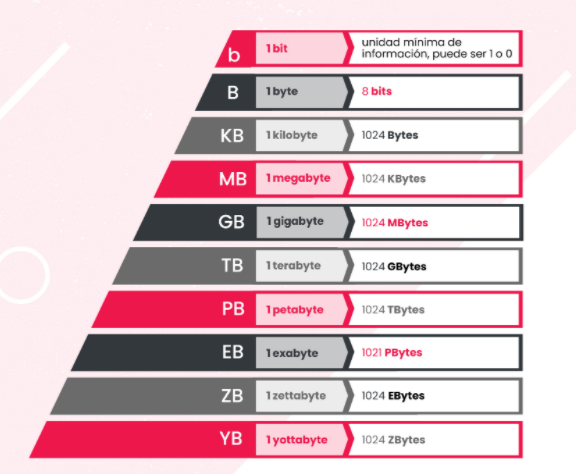 b 1 bit unidad mínima de
información, puede ser 1 o 0
B 1 byte 8 bits
KB 1 kilobyte 1024 Bytes
MB 1 megabyte 1024 KBytes
GB 1 gigabyte 1024 MBytes
TB 1 terabyte 1024 GBytes
PB 1 petabyte 1024 TBytes
EB 1 exabyte 1021 PBytes
ZB 1 zettabyte 1024 EBytes
YB 1 yottabyte 1024 ZBytes